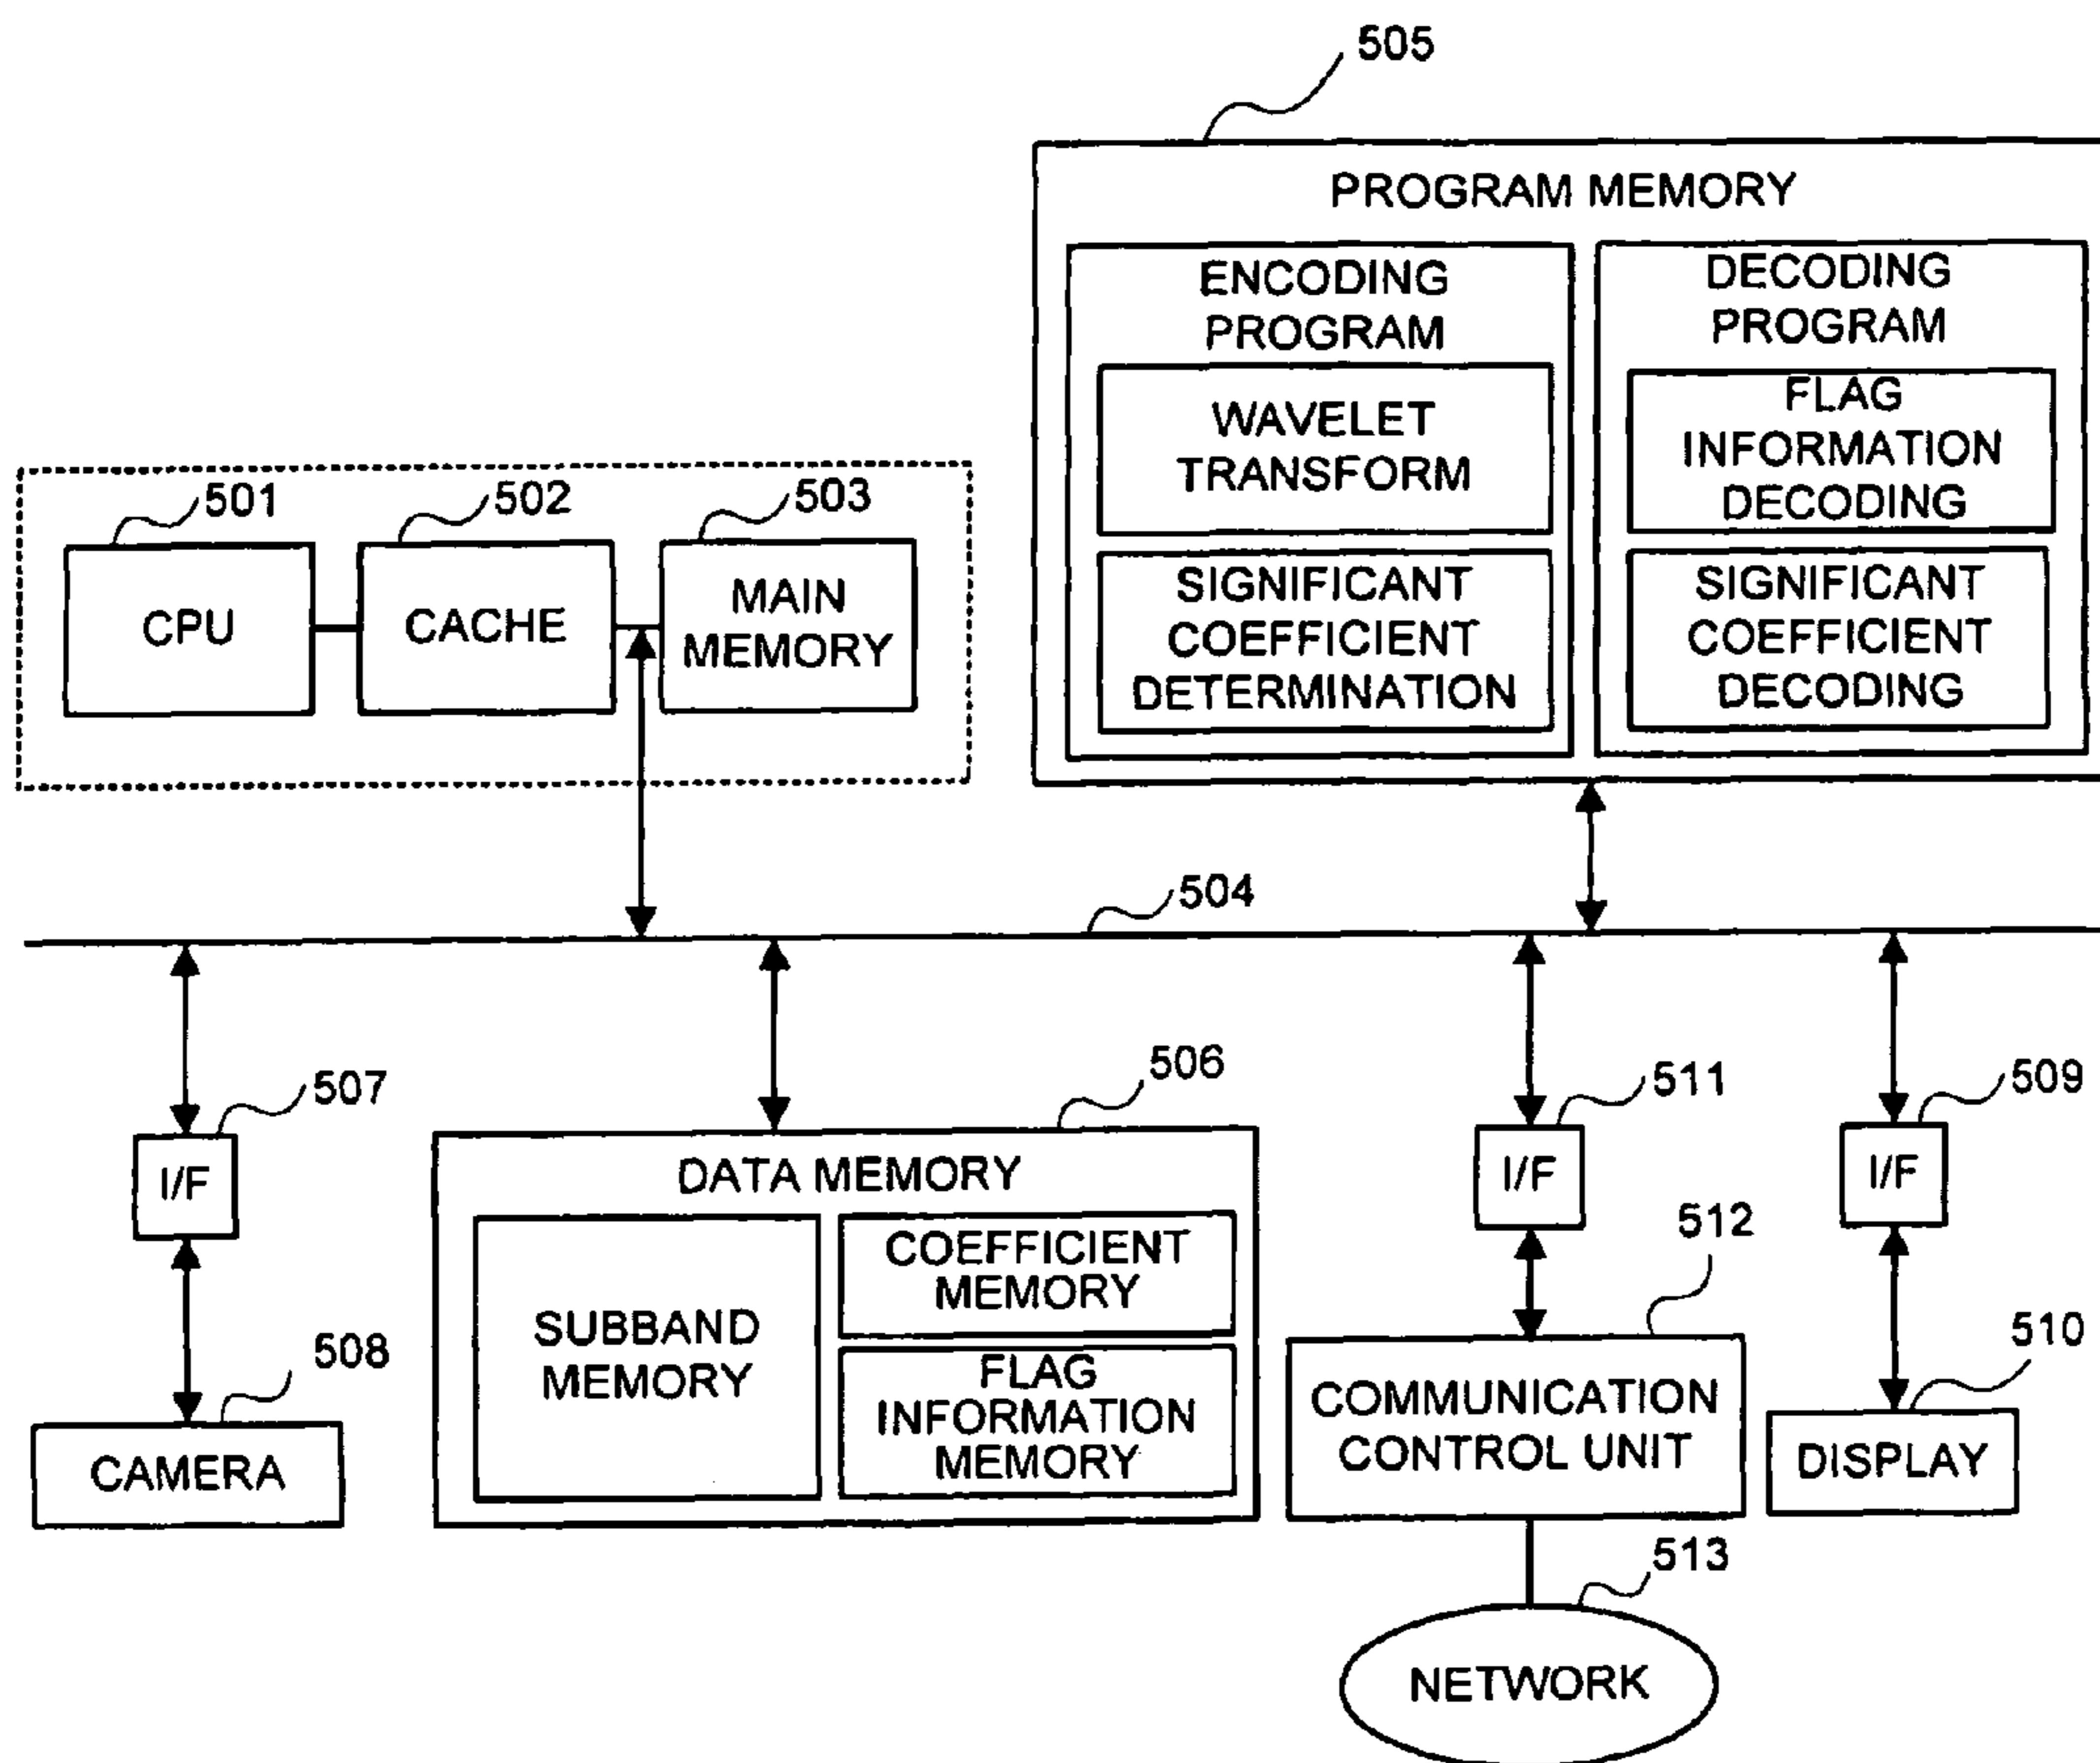 505
PROGRAM MEMORY
ENCODING
PROGRAM
WAVELET
TRANSFORM
SIGNIFICANT
COEFFICIENT
DETERMINATION
DECODING
PROGRAM
FLAG
INFORMATION
DECODING
SIGNIFICANT
COEFFICIENT
DECODING
501
CPU
502
CACHE
503
MAIN
MEMORY
504
507
I/F
508
CAMERA
506
DATA MEMORY
SUBBAND
MEMORY
COEFFICIENT
MEMORY
FLAG
INFORMATION
MEMORY
511
I/F
512
COMMUNICATION
CONTROL UNIT
513
NETWORK
509
I/F
510
DISPLAY